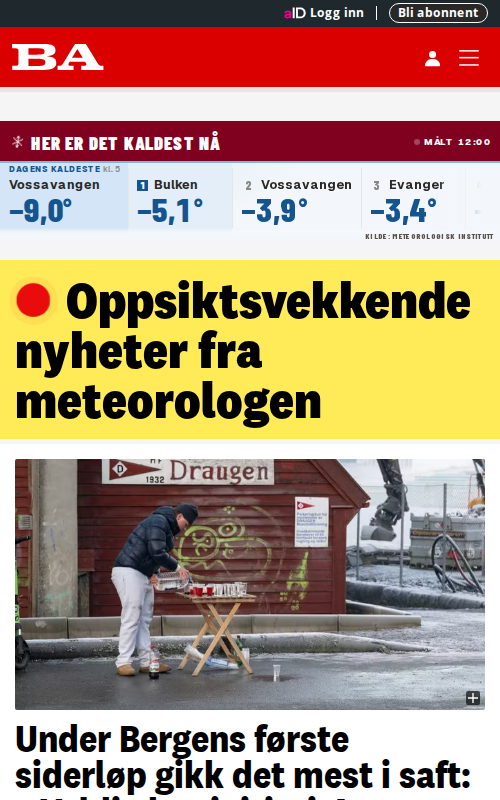 aID Logg inn
Bli abonnent
BA
HER ER DET KALDEST NÅ
MÅLT 12:00
DAGENS KALDESTE kl. 5
Vossavangen
−9,0°
1 Bulken
−5,1°
2 Vossavangen
−3,9°
3 Evanger
−3,4°
KILDE: METEOROLOGISK INSTITUTT
Oppsiktsvekkende
nyheter fra
meteorologen
D
1932
Draugen
Under Bergens første
siderløp gikk det mest i saft: